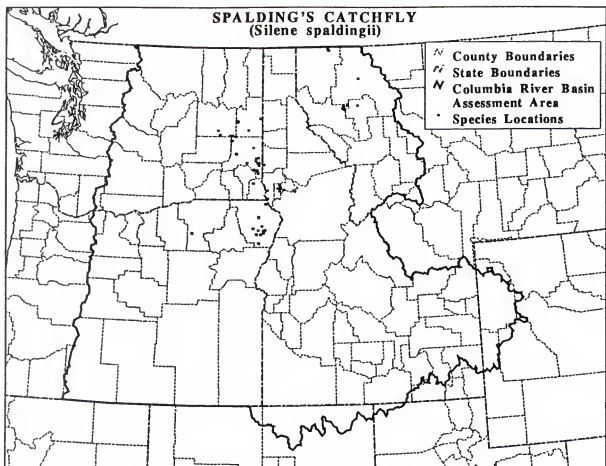 SPALDING'S CATCHFLY
(Silene spaldingii)
County Boundaries
State Boundaries
Columbia River Basin
Assessment Area
Species Locations